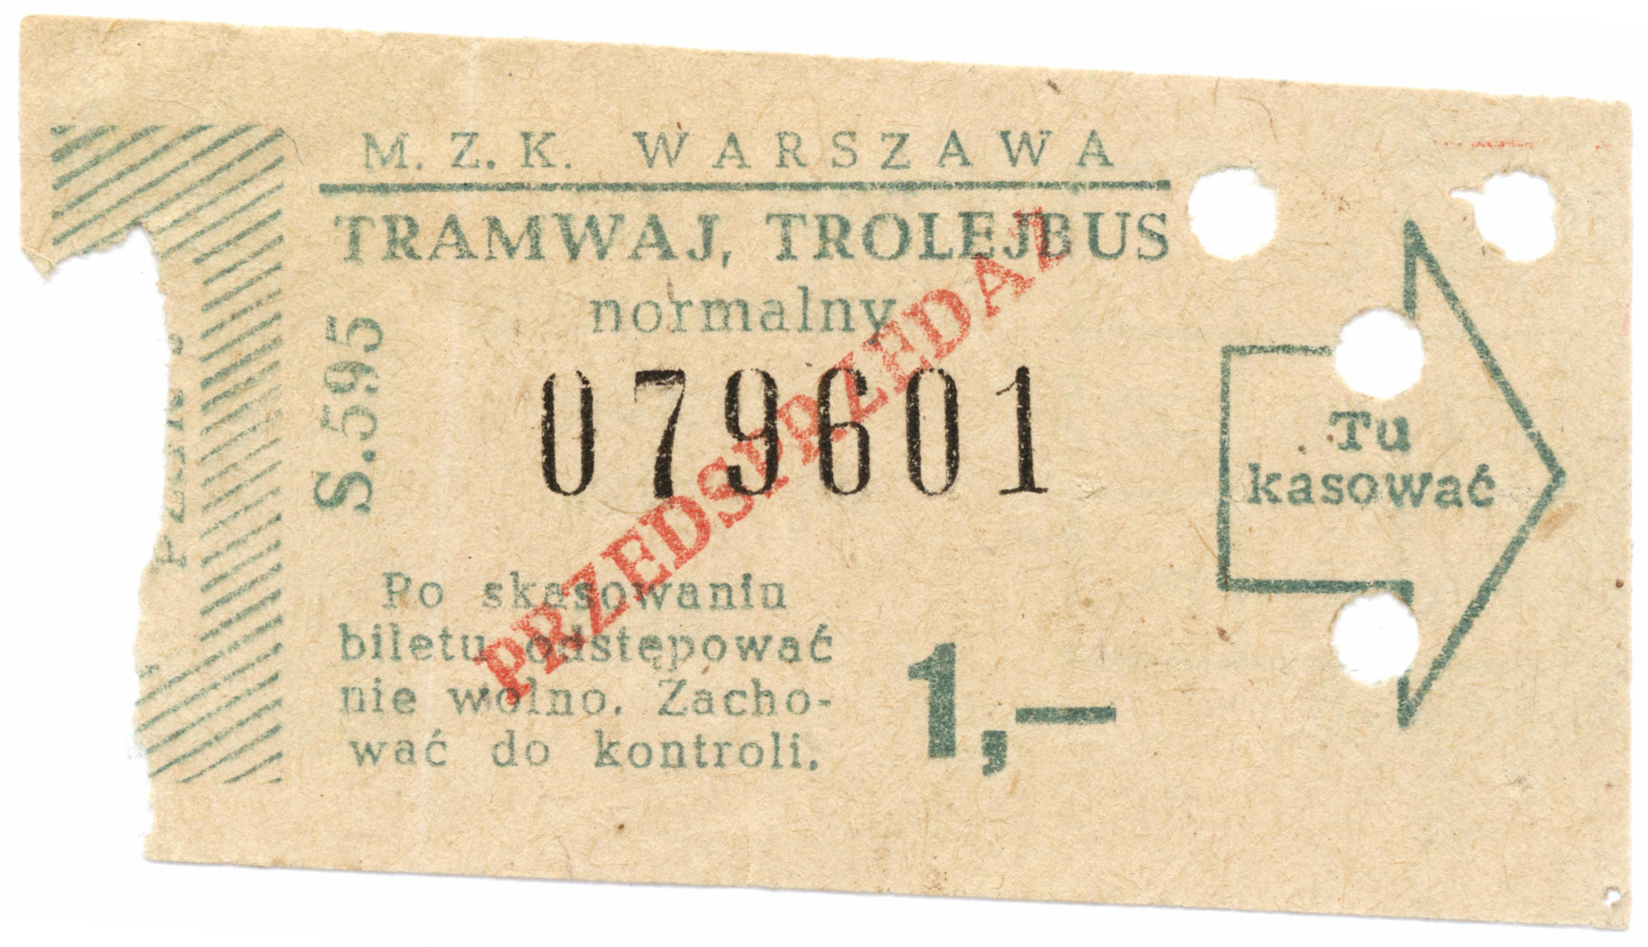 M. Z. K. WARSZAWA
TRAMWAJ, TROLEJBUS
normalny
S.595
079601
PRZEDSPRZEDAŻ
Po skasowaniu
biletu odstępować
nie wolno. Zacho-
wać do kontroli.
1,—
Tu
kasować